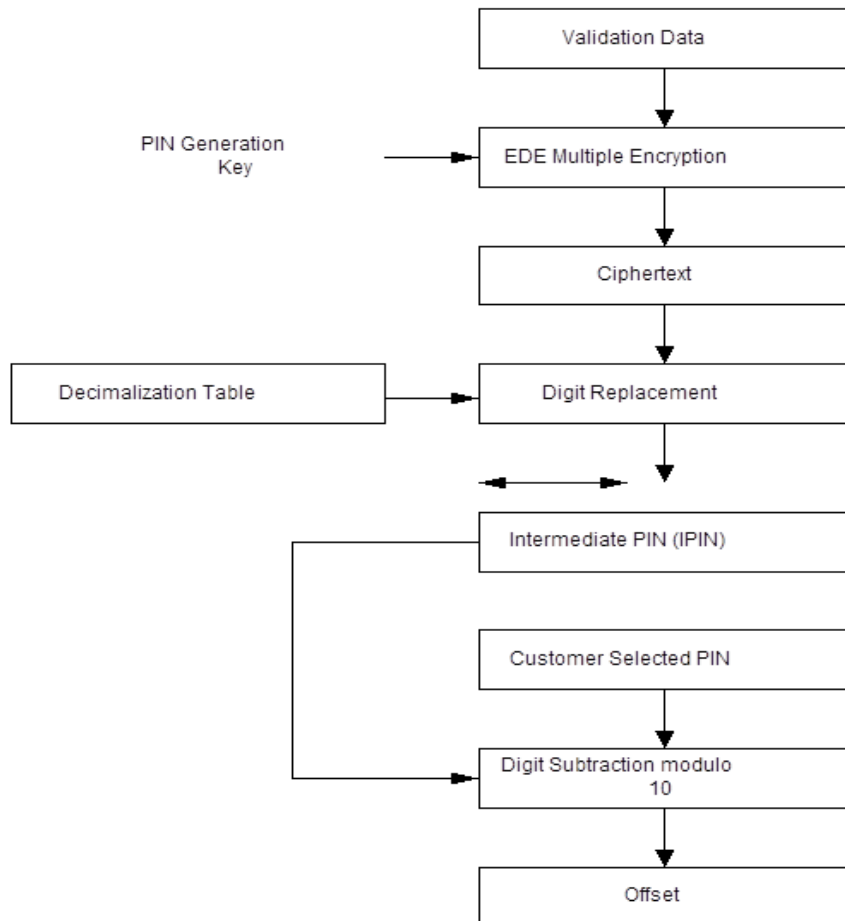 Validation Data
PIN Generation
Key
EDE Multiple Encryption
Ciphertext
Decimalization Table
Digit Replacement
Intermediate PIN (IPIN)
Customer Selected PIN
Digit Subtraction modulo
10
Offset